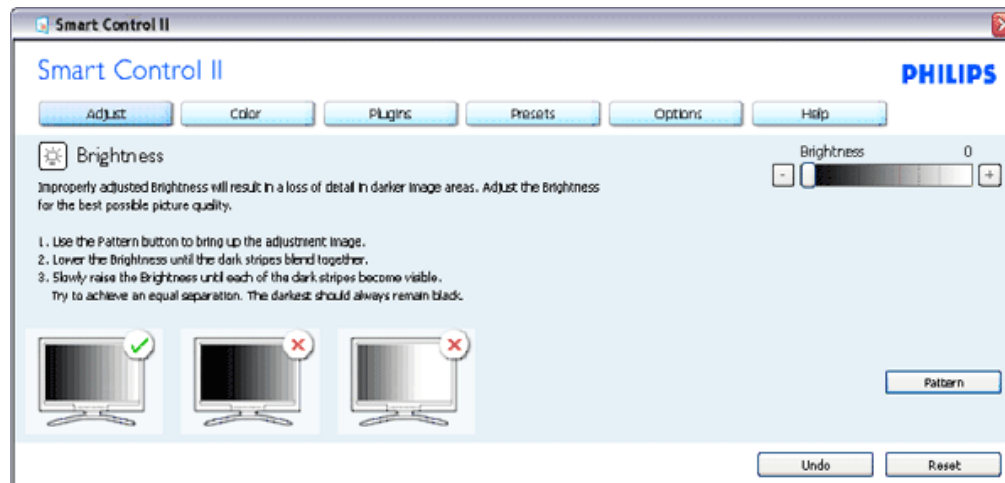 Smart Control II
Smart Control II
PHILIPS
Adjust Color Plugins Presets Options Help
Brightness
Brightness 0
- +
Improperly adjusted Brightness will result in a loss of detail in darker image areas. Adjust the Brightness
for the best possible picture quality.
1. Use the Pattern button to bring up the adjustment image.
2. Lower the Brightness until the dark stripes blend together.
3. Slowly raise the Brightness until each of the dark stripes become visible.
Try to achieve an equal separation. The darkest should always remain black.
Pattern
Undo Reset